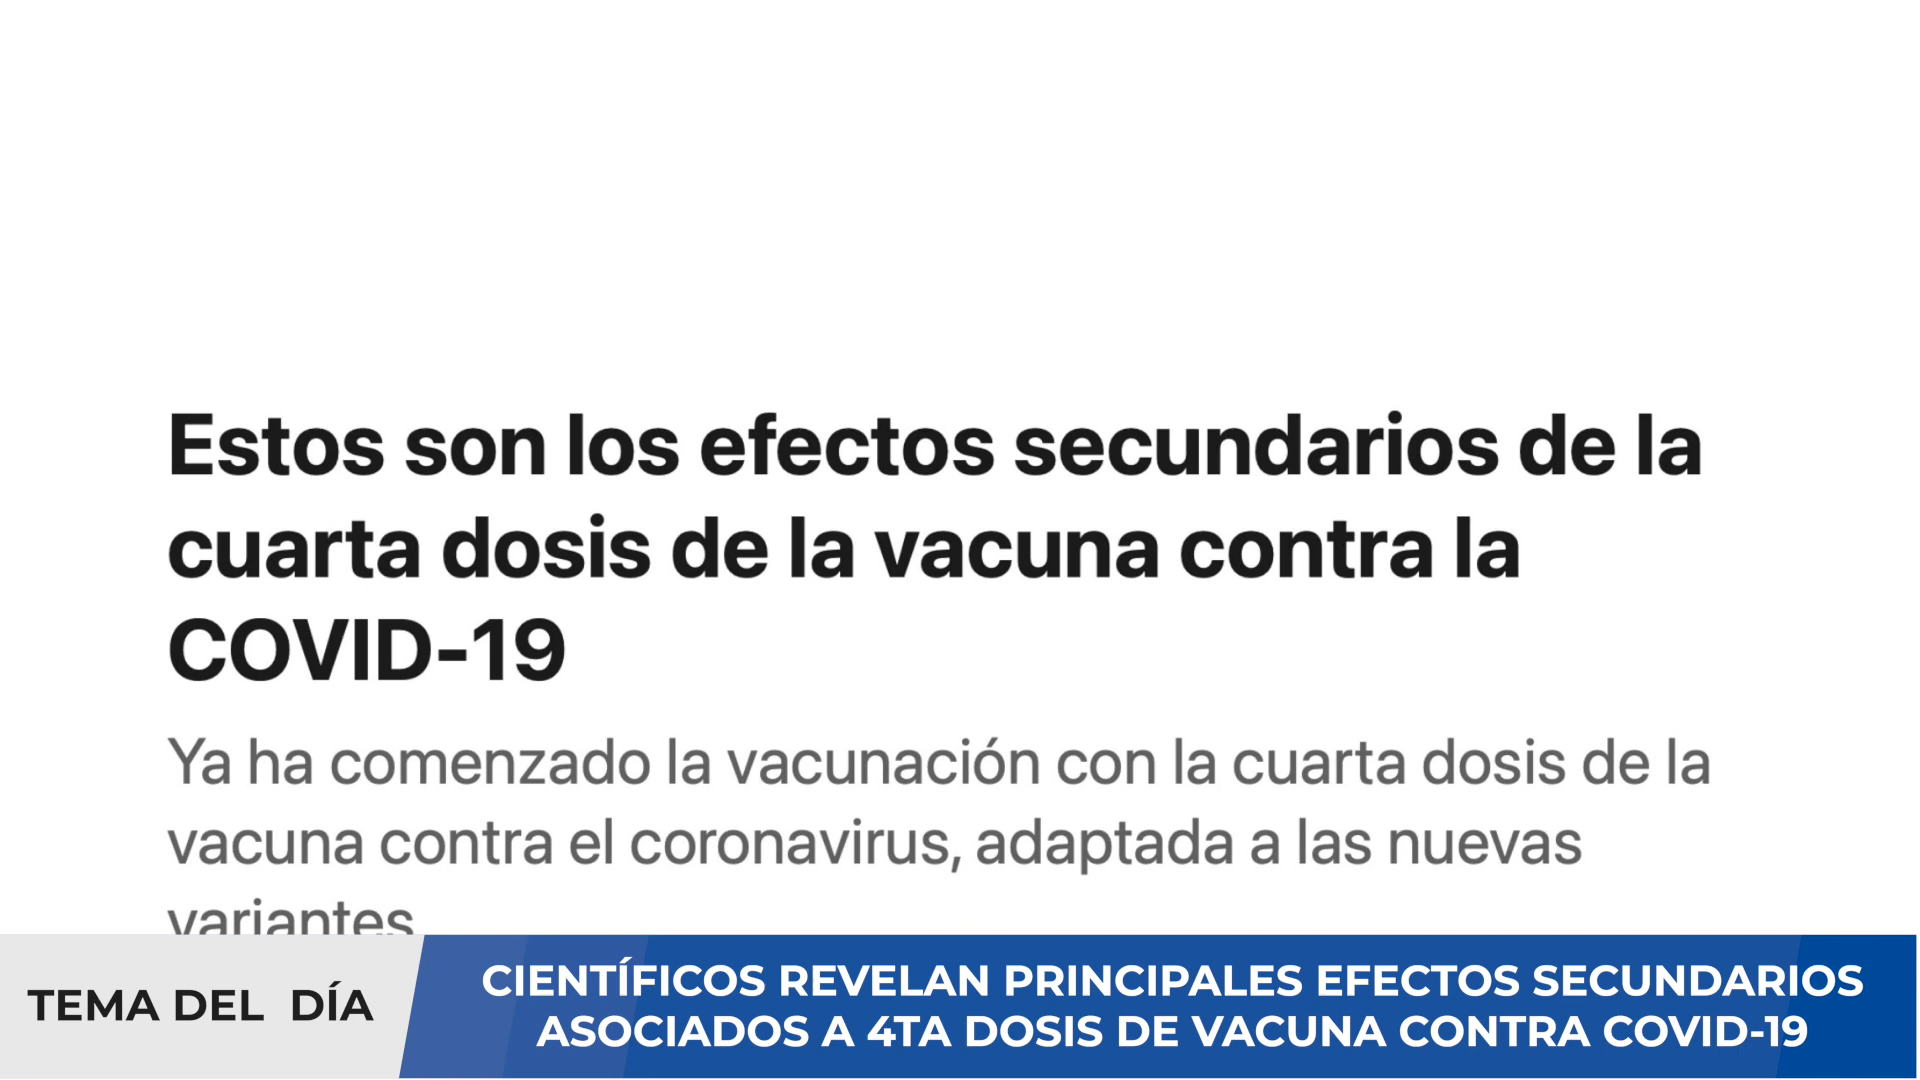 Estos son los efectos secundarios de la
cuarta dosis de la vacuna contra la
COVID-19
Ya ha comenzado la vacunación con la cuarta dosis de la
vacuna contra el coronavirus, adaptada a las nuevas
variantes
TEMA DEL DÍA
CIENTÍFICOS REVELAN PRINCIPALES EFECTOS SECUNDARIOS
ASOCIADOS A 4TA DOSIS DE VACUNA CONTRA COVID-19